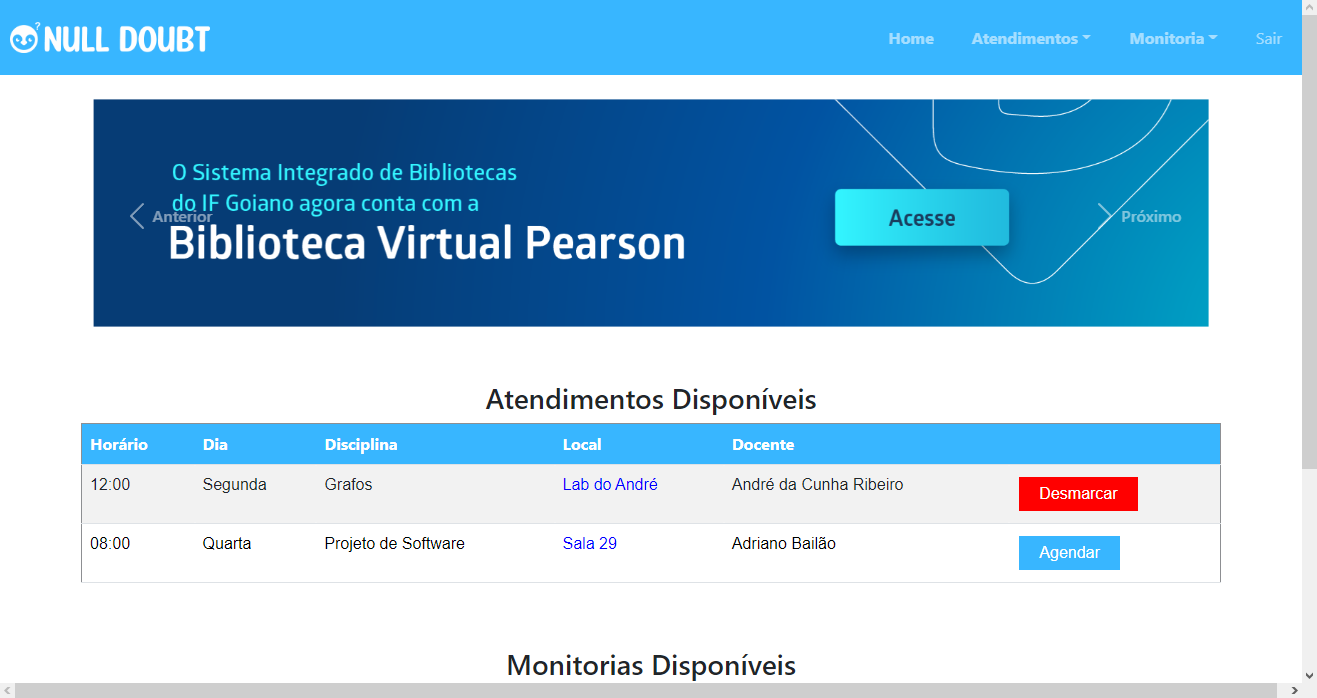 ? NULL DOUBT Home Atendimentos Monitoria Sair
O Sistema Integrado de Bibliotecas
do IF Goiano agora conta com a
Anterior Acesse Próximo
Biblioteca Virtual Pearson
Atendimentos Disponíveis
Horário Dia Disciplina Local Docente
12:00 Segunda Grafos Lab do André André da Cunha Ribeiro Desmarcar
08:00 Quarta Projeto de Software Sala 29 Adriano Bailão Agendar
Monitorias Disponíveis